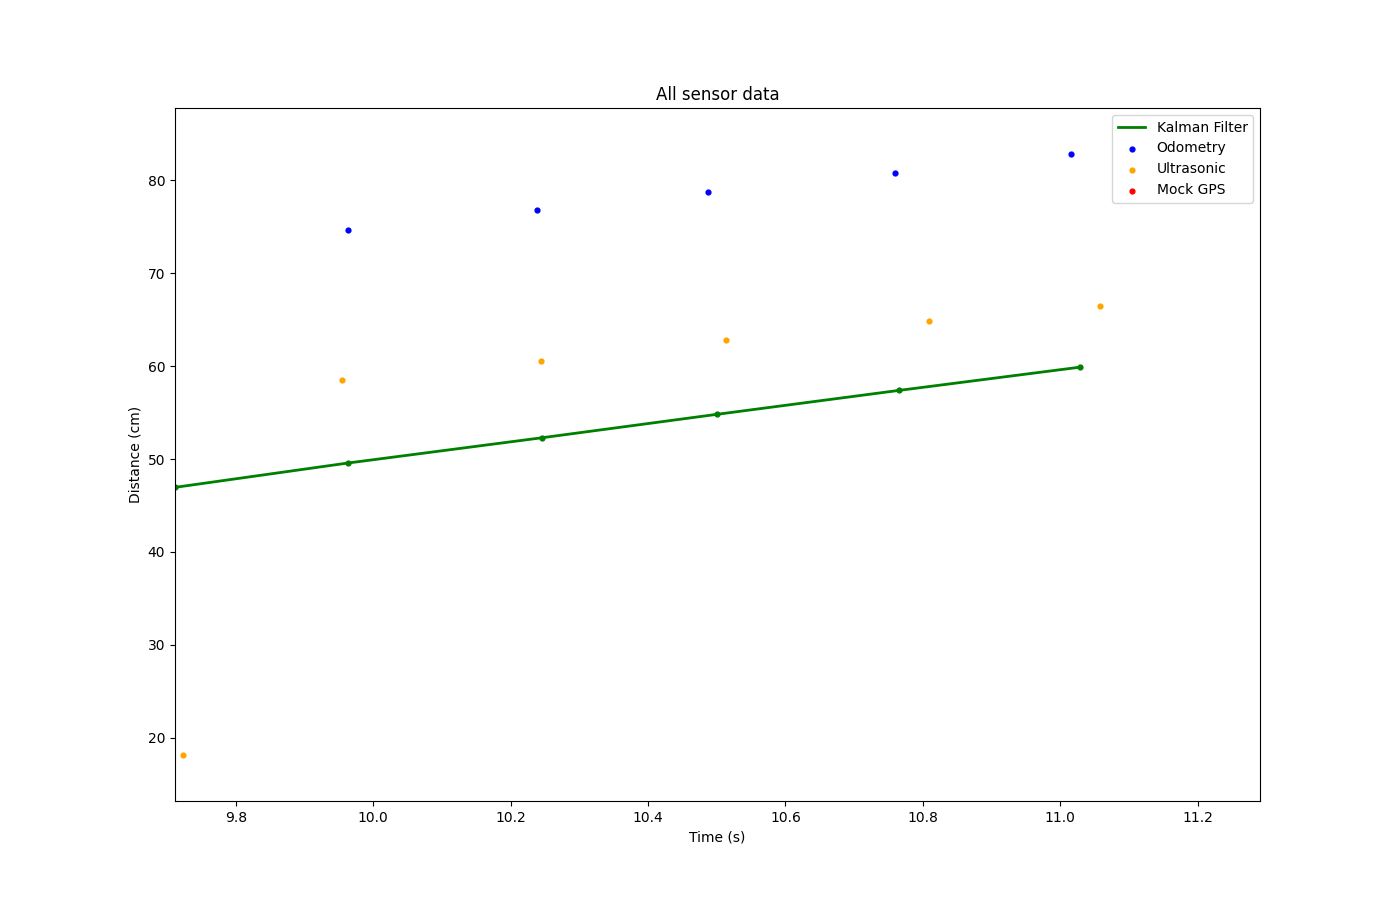 All sensor data
Kalman Filter
Odometry
Ultrasonic
Mock GPS
80
70
60
50
40
30
20
Distance (cm)
9.8 10.0 10.2 10.4 10.6 10.8 11.0 11.2
Time (s)